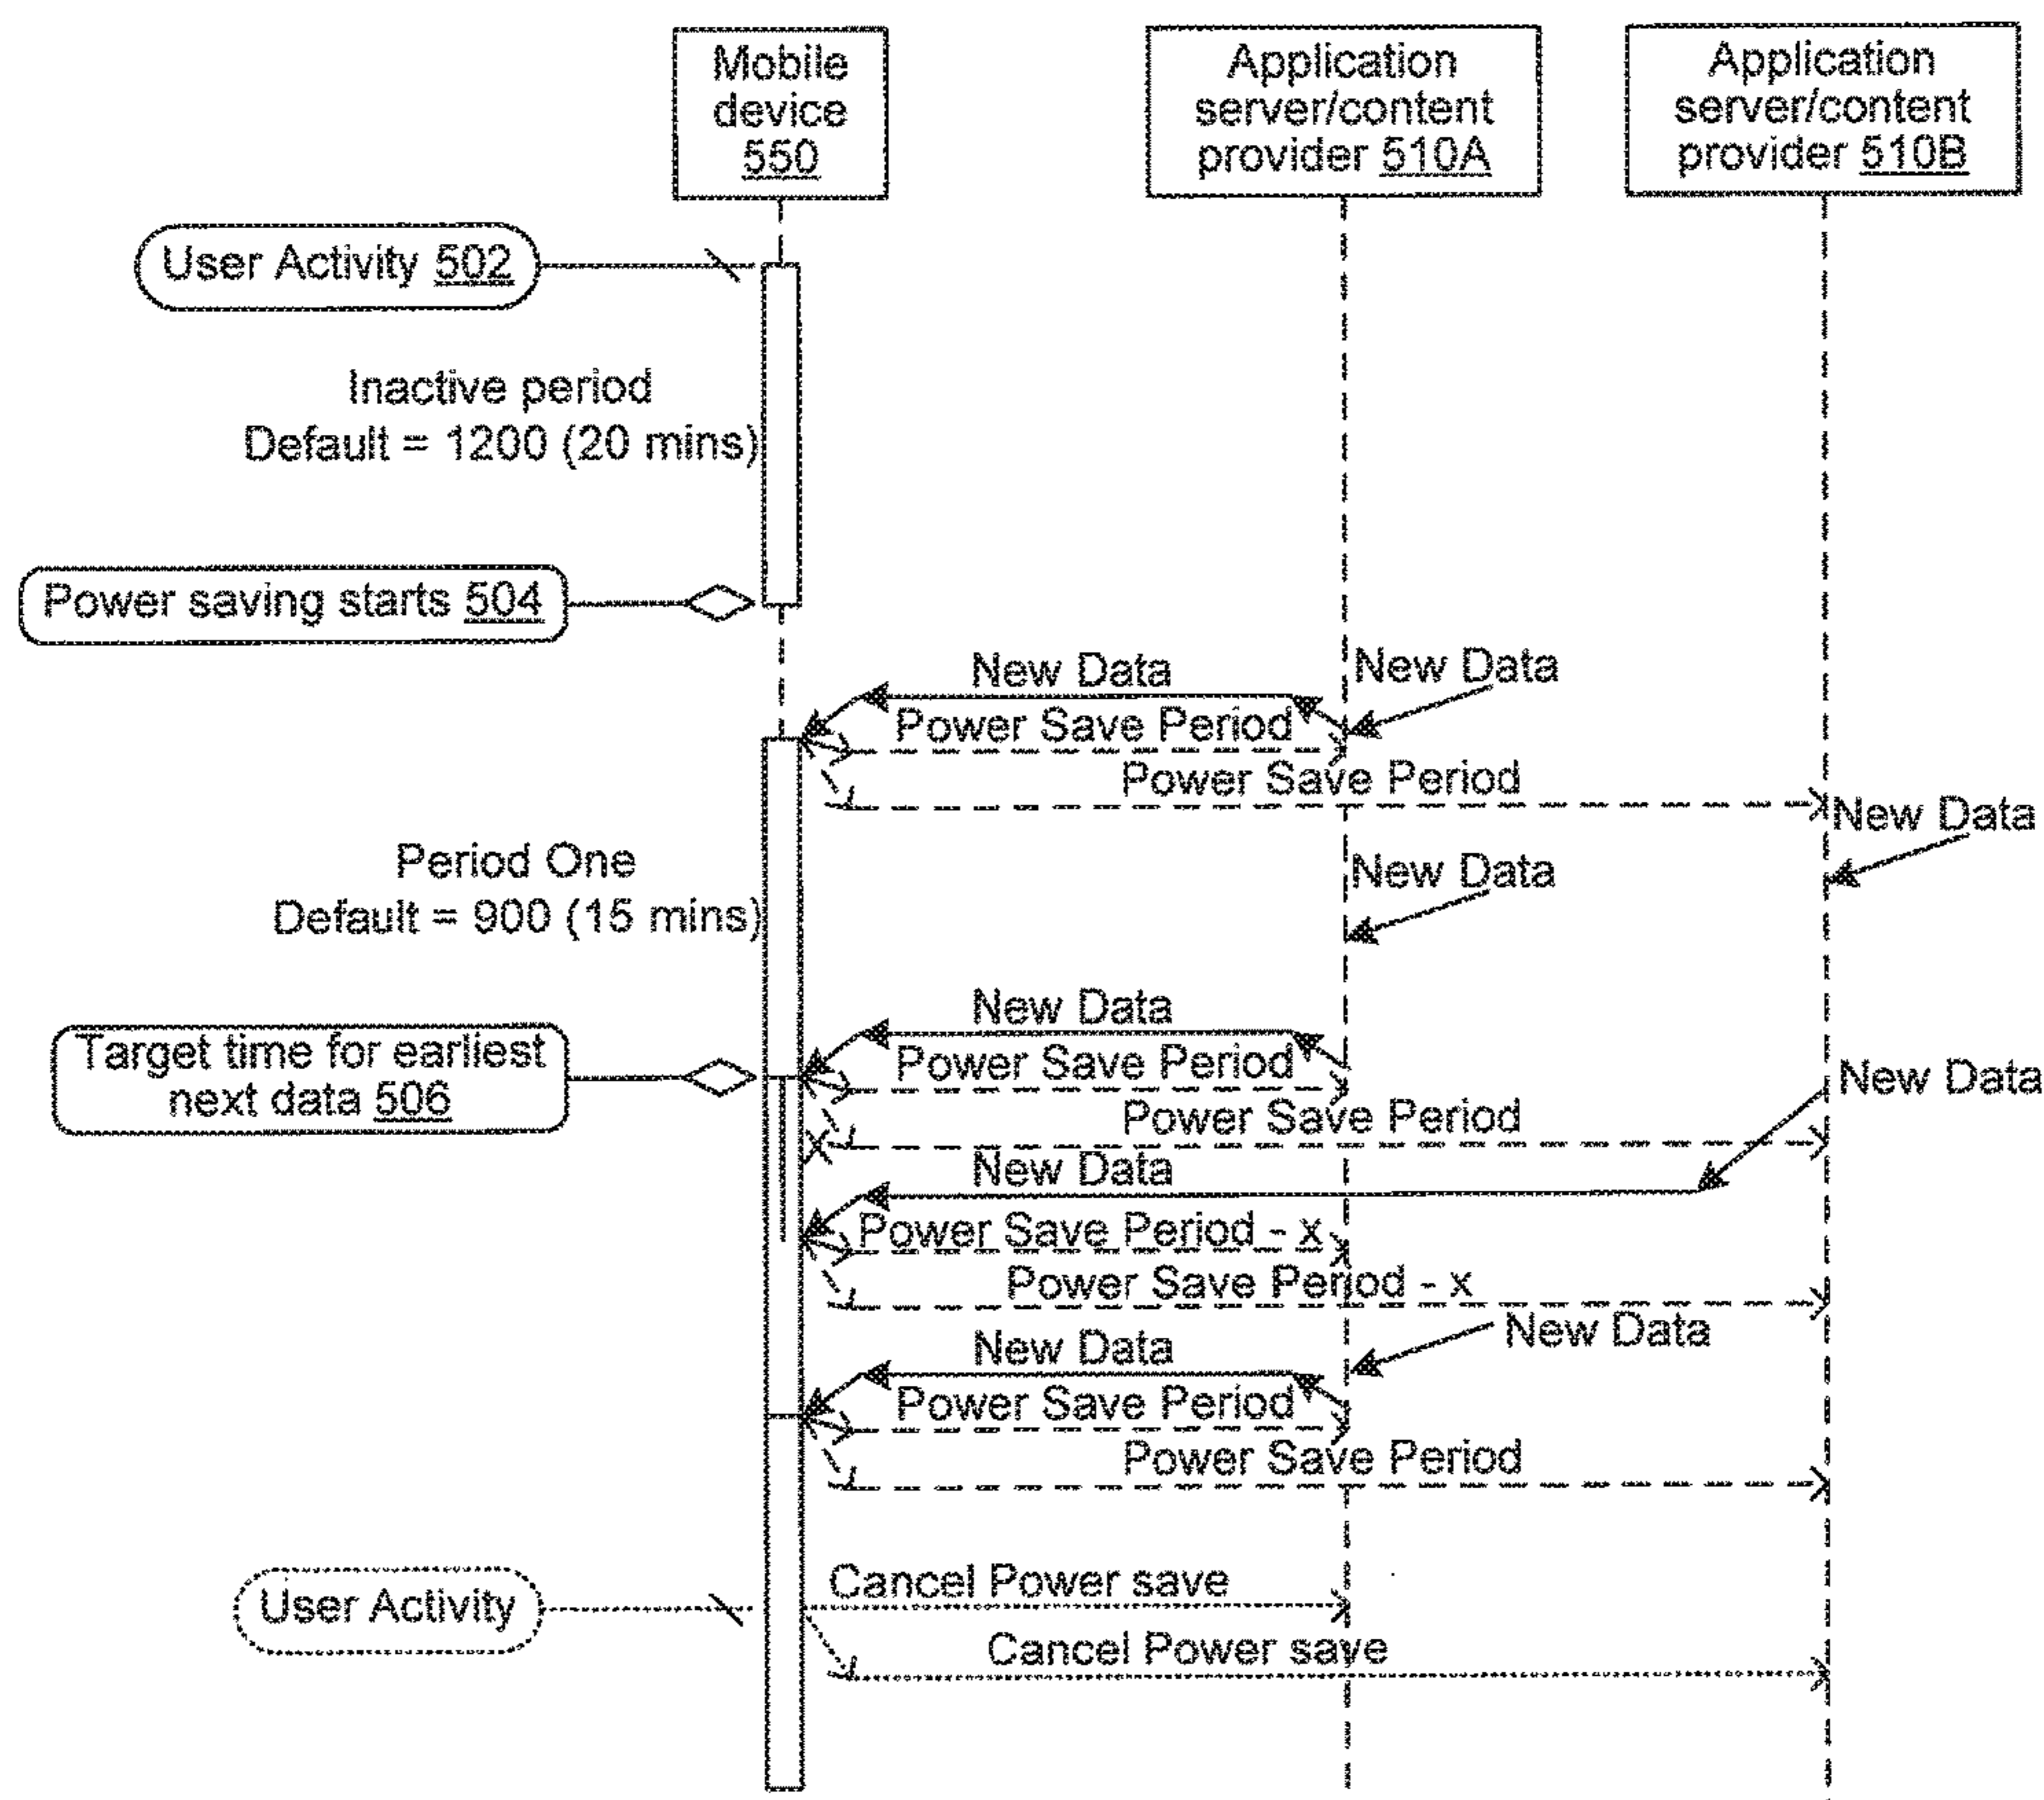 Mobile
device
550
Application
server/content
provider 510A
Application
server/content
provider 510B
User Activity 502
Inactive period
Default = 1200 (20 mins)
Power saving starts 504
New Data
New Data
Power Save Period
Power Save Period
New Data
Period One
Default = 900 (15 mins)
New Data
New Data
Target time for earliest
next data 506
Power Save Period
New Data
Power Save Period
New Data
Power Save Period - x
Power Save Period - x
New Data
New Data
Power Save Period
Power Save Period
User Activity
Cancel Power save
Cancel Power save